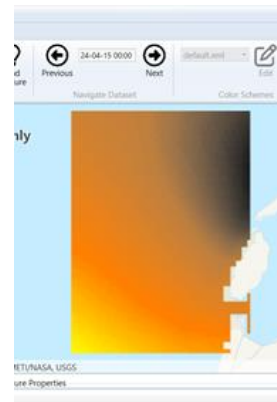 d
ure
Previous
24-04-15 00:00
Next
default.xml
Edit
Navigate Dataset
Color Schemes
nly
METI/NASA, USGS
ure Properties